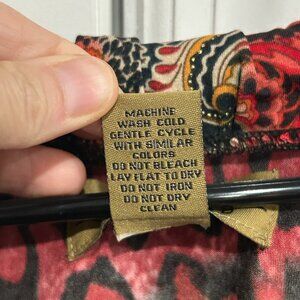 MACHINE
WASH COLD
GENTLE CYCLE
WITH SIMILAR
COLORS
DO NOT BLEACH
LAY FLAT TO DRY
DO NOT IRON
DO NOT DRY
CLEAN